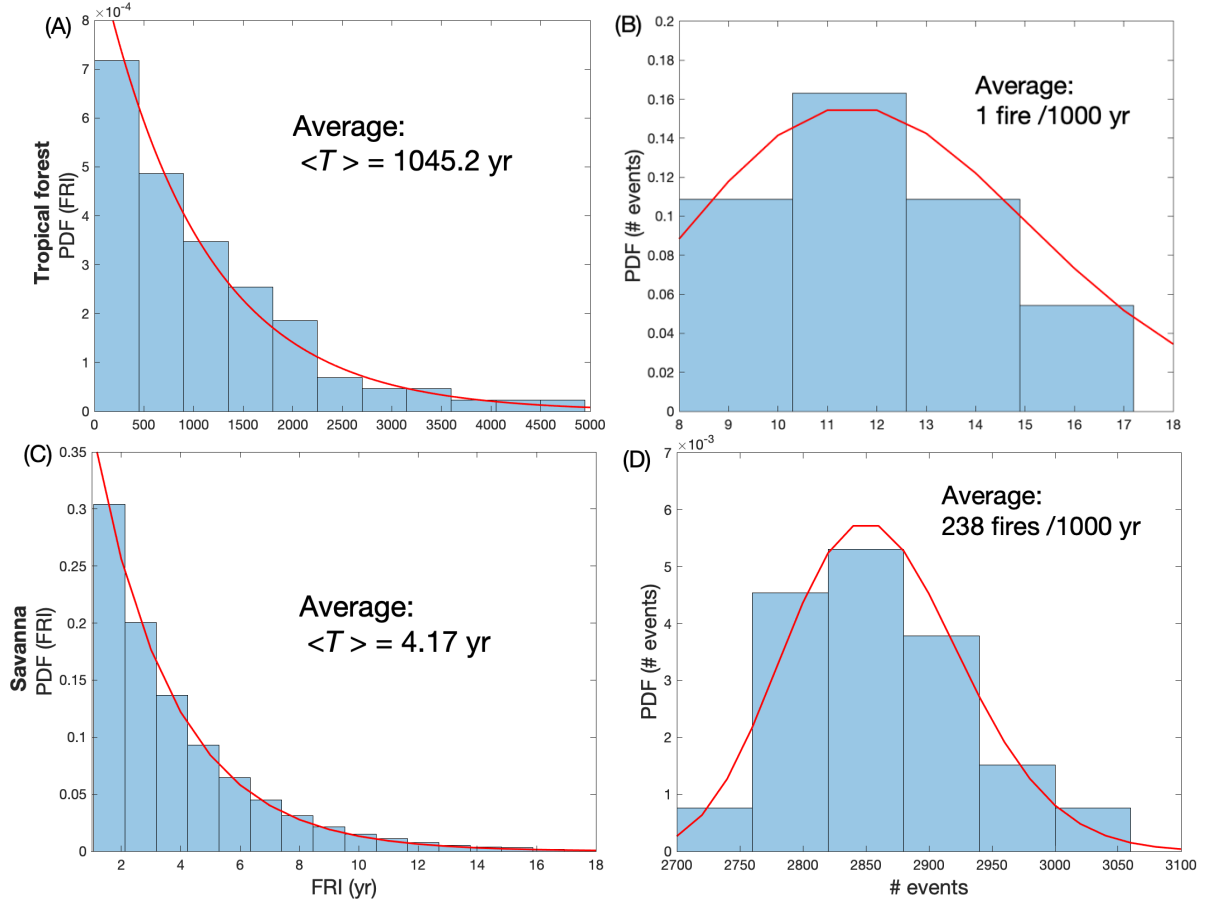 (A)
8 ×10⁻⁴
7
6
5
4
3
2
1
0
Tropical forest
PDF (FRI)
Average:
<T > = 1045.2 yr
0 500 1000 1500 2000 2500 3000 3500 4000 4500 5000
(B)
0.2
0.18
0.16
0.14
0.12
0.1
0.08
0.06
0.04
0.02
0
PDF (# events)
Average:
1 fire /1000 yr
8 9 10 11 12 13 14 15 16 17 18
(C)
0.35
0.3
0.25
0.2
0.15
0.1
0.05
0
Savanna
PDF (FRI)
Average:
<T > = 4.17 yr
2 4 6 8 10 12 14 16 18
FRI (yr)
(D)
7 ×10⁻³
6
5
4
3
2
1
0
PDF (# events)
Average:
238 fires /1000 yr
2700 2750 2800 2850 2900 2950 3000 3050 3100
# events